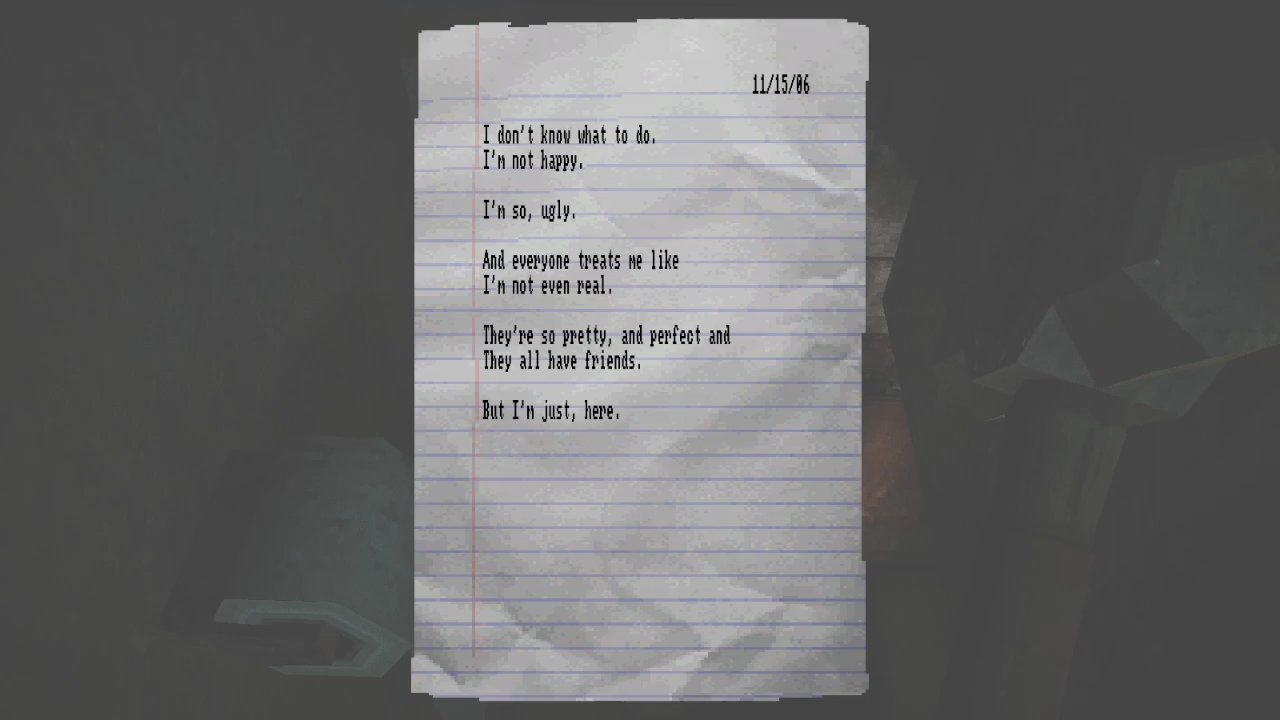 11/15/06
I don't know what to do.
I'm not happy.
I'm so, ugly.
And everyone treats me like
I'm not even real.
They're so pretty, and perfect and
They all have friends.
But I'm just, here.